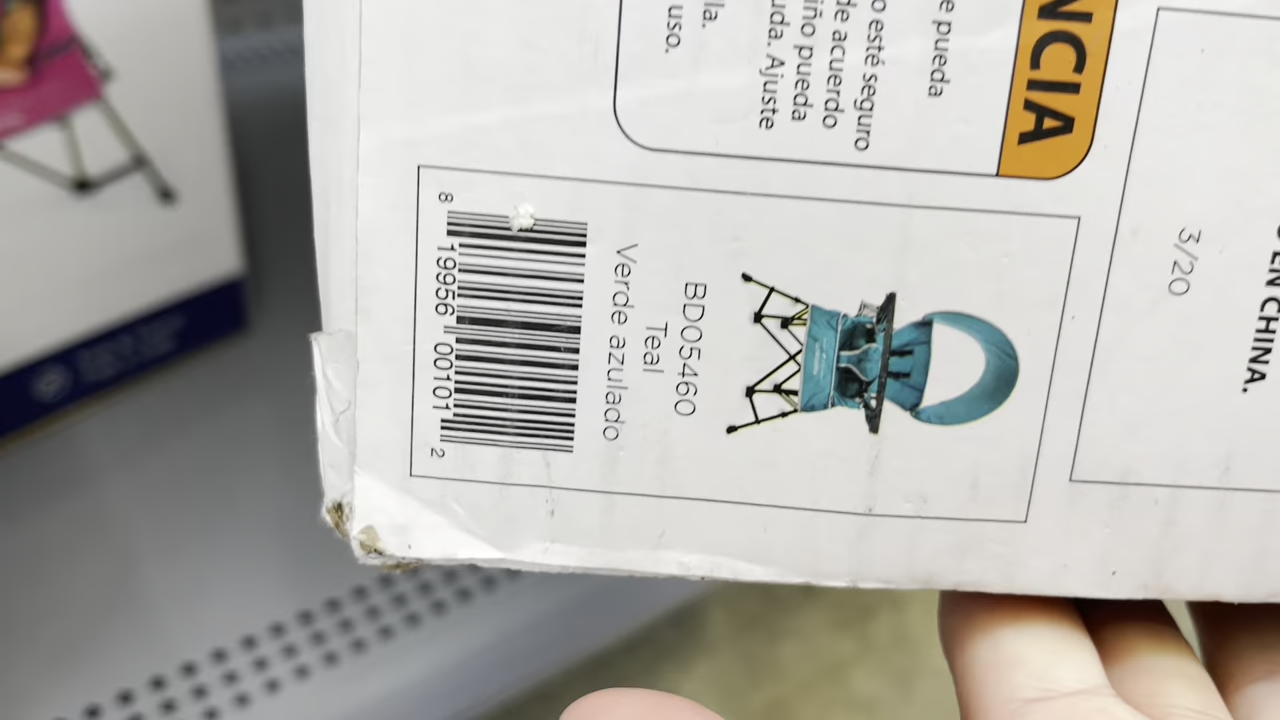 NCIA
e pueda
o esté seguro
de acuerdo
iño pueda
uda. Ajuste
lla.
uso.
3/20
EN CHINA.
BD05460
Teal
Verde azulado
8 19956 00101 2